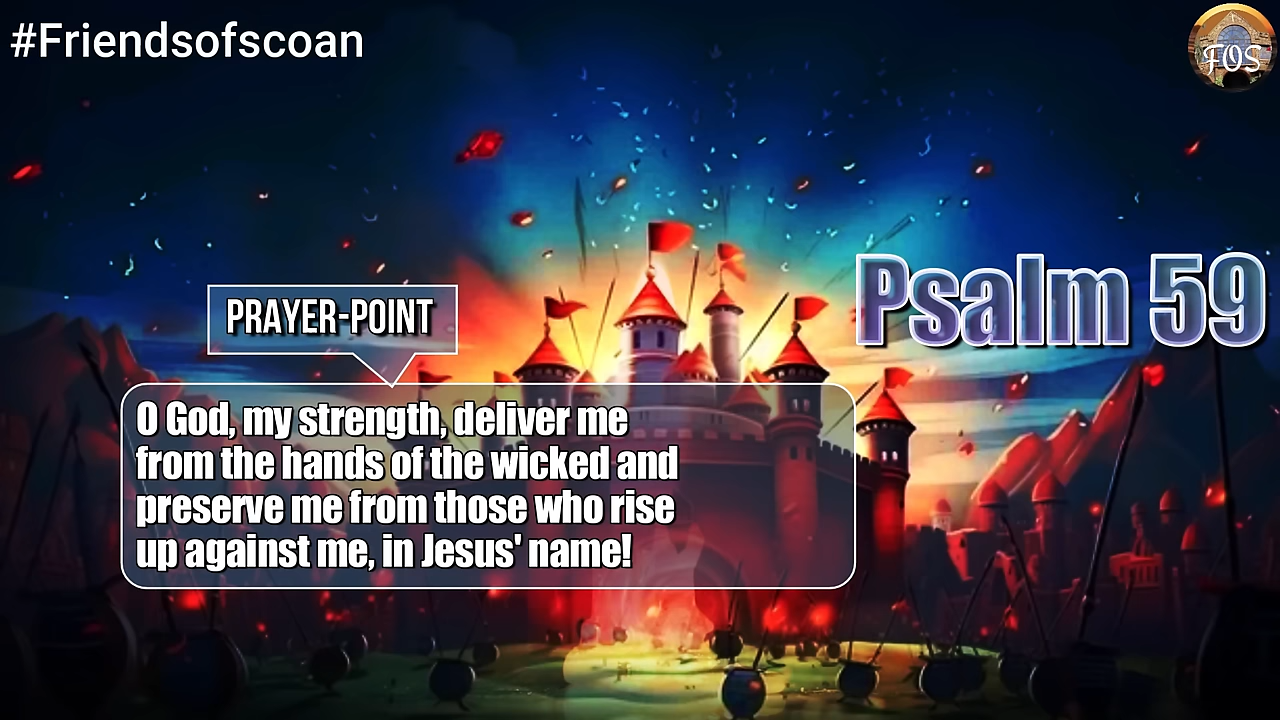 #Friendsofscoan
FOS
PRAYER-POINT
Psalm 59
O God, my strength, deliver me
from the hands of the wicked and
preserve me from those who rise
up against me, in Jesus' name!